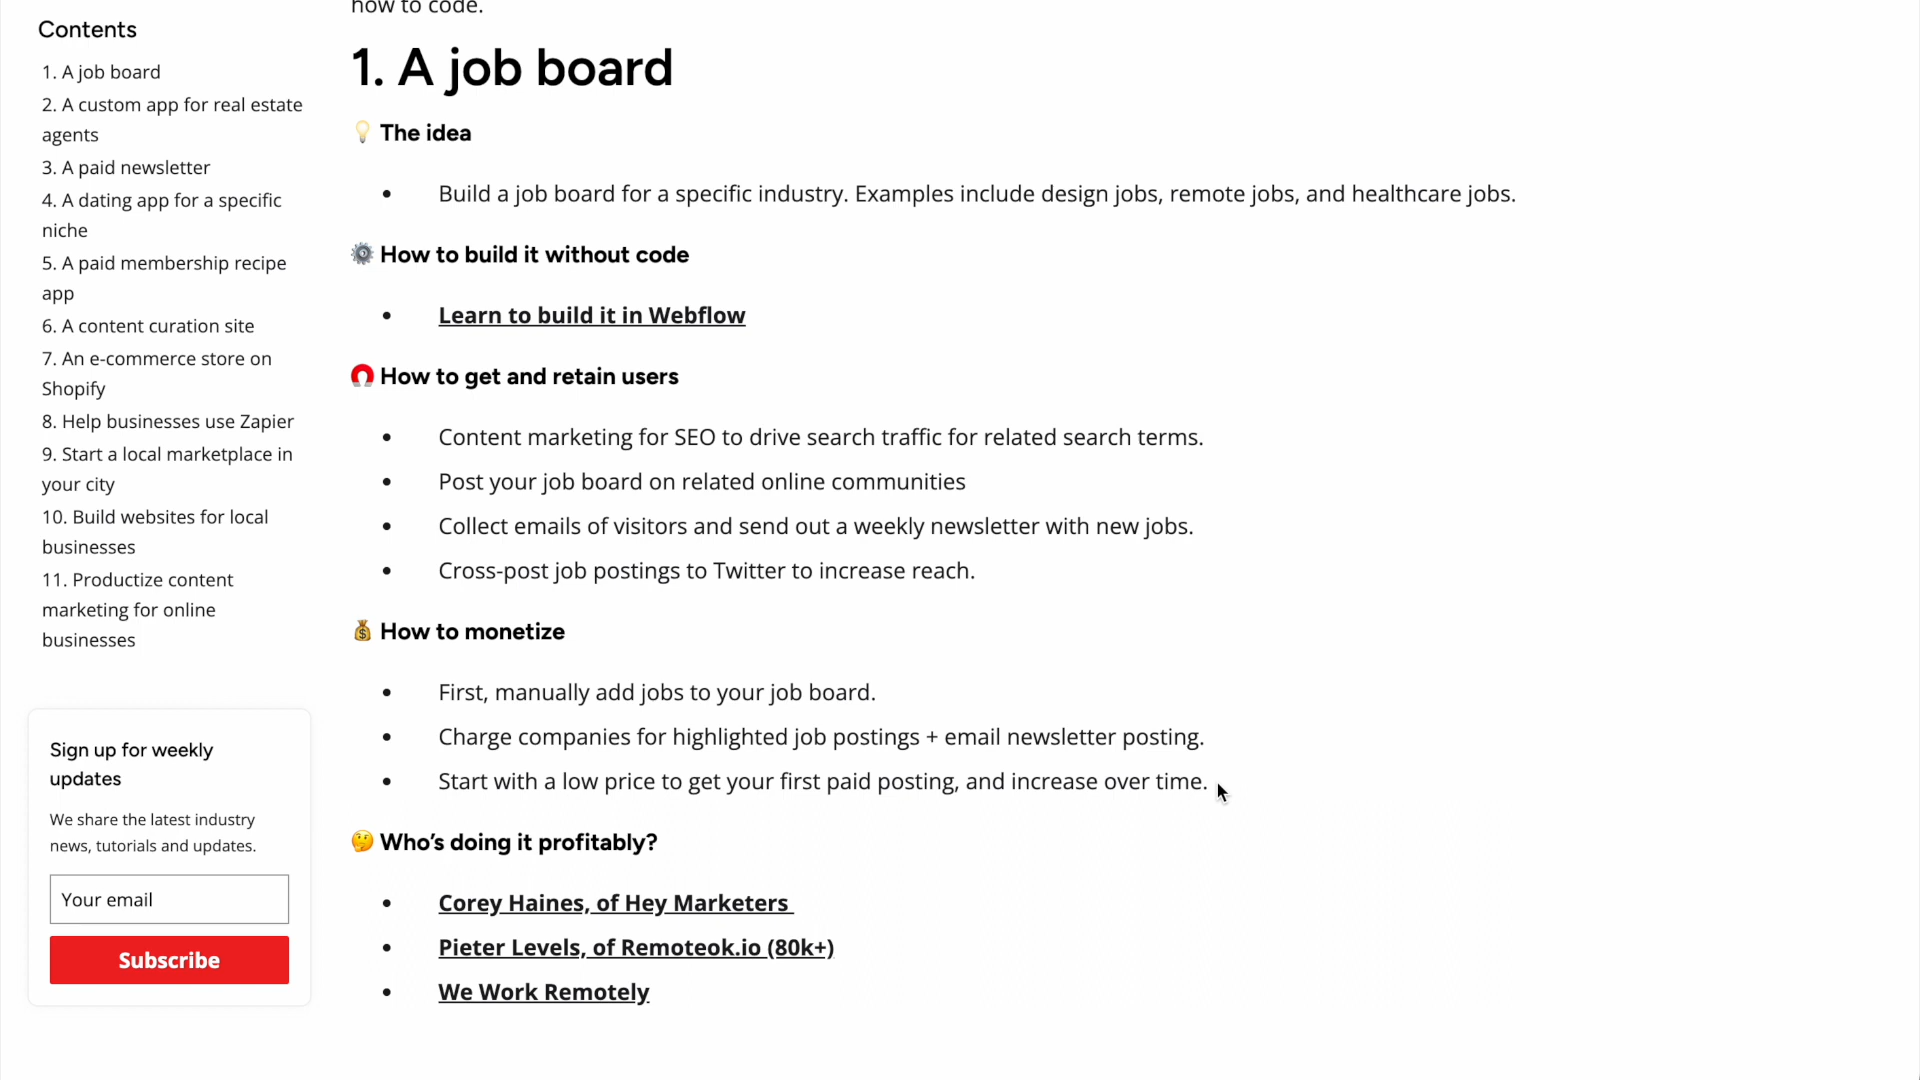 Contents
1. A job board
2. A custom app for real estate
agents
3. A paid newsletter
4. A dating app for a specific
niche
5. A paid membership recipe
app
6. A content curation site
7. An e-commerce store on
Shopify
8. Help businesses use Zapier
9. Start a local marketplace in
your city
10. Build websites for local
businesses
11. Productize content
marketing for online
businesses
Sign up for weekly
updates
We share the latest industry
news, tutorials and updates.
Your email
Subscribe
how to code.
1. A job board
💡 The idea
• Build a job board for a specific industry. Examples include design jobs, remote jobs, and healthcare jobs.
⚙️ How to build it without code
• Learn to build it in Webflow
🧲 How to get and retain users
• Content marketing for SEO to drive search traffic for related search terms.
• Post your job board on related online communities
• Collect emails of visitors and send out a weekly newsletter with new jobs.
• Cross-post job postings to Twitter to increase reach.
💰 How to monetize
• First, manually add jobs to your job board.
• Charge companies for highlighted job postings + email newsletter posting.
• Start with a low price to get your first paid posting, and increase over time.
🤔 Who’s doing it profitably?
• Corey Haines, of Hey Marketers
• Pieter Levels, of Remoteok.io (80k+)
• We Work Remotely